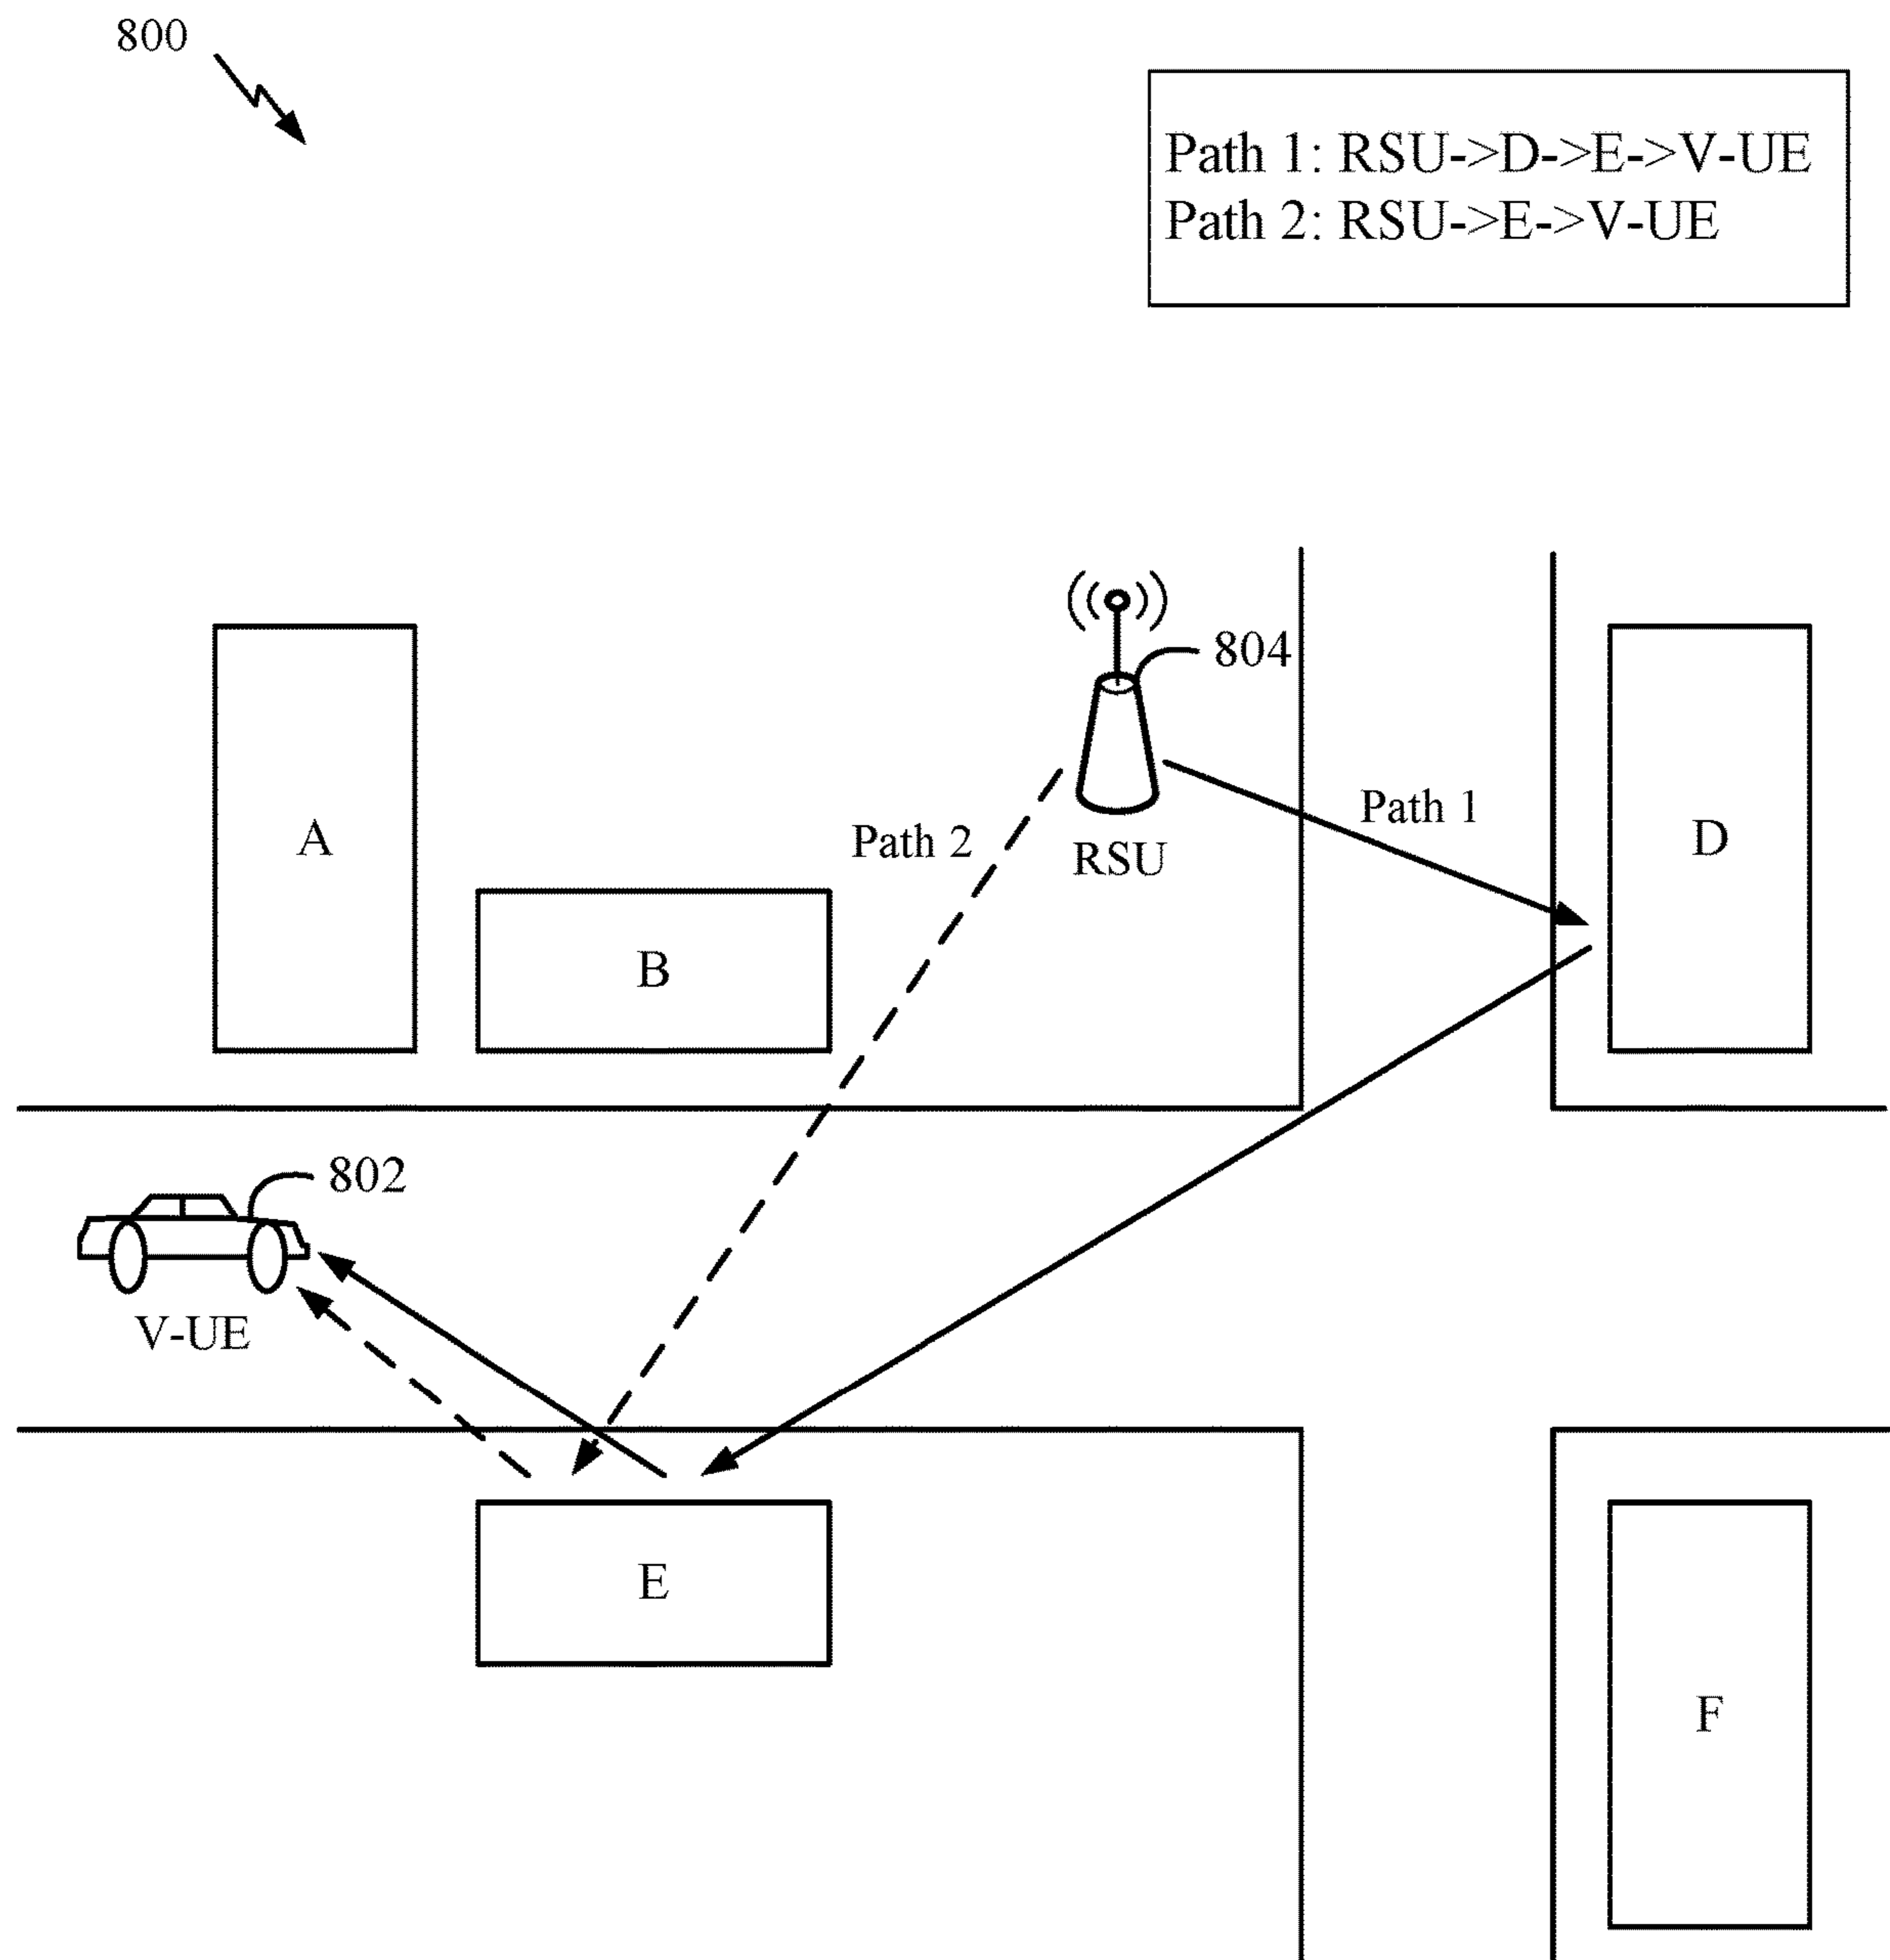 800
Path 1: RSU->D->E->V-UE
Path 2: RSU->E->V-UE
804
Path 1
Path 2
RSU
A
D
B
802
V-UE
E
F